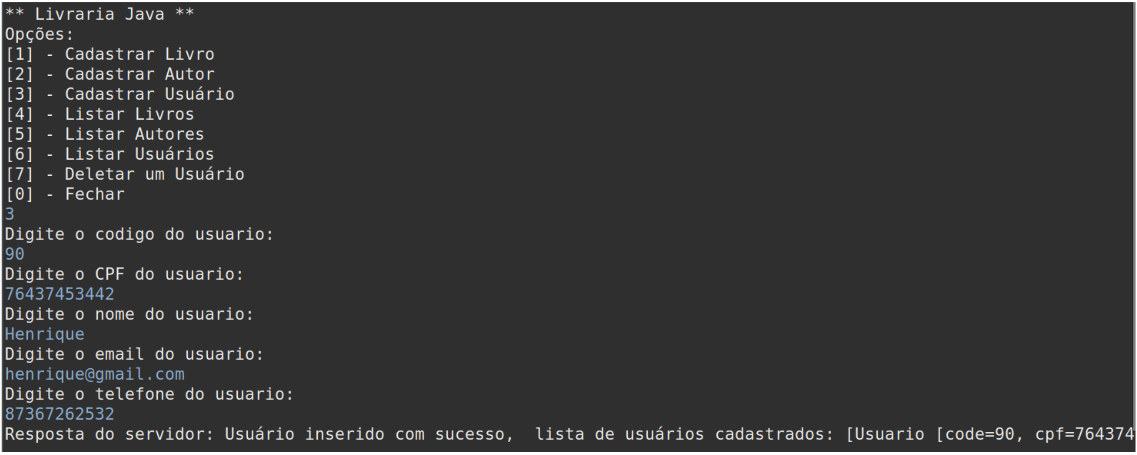 ** Livraria Java **
Opções:
[1] - Cadastrar Livro
[2] - Cadastrar Autor
[3] - Cadastrar Usuário
[4] - Listar Livros
[5] - Listar Autores
[6] - Listar Usuários
[7] - Deletar um Usuário
[0] - Fechar
3
Digite o codigo do usuario:
90
Digite o CPF do usuario:
76437453442
Digite o nome do usuario:
Henrique
Digite o email do usuario:
henrique@gmail.com
Digite o telefone do usuario:
87367262532
Resposta do servidor: Usuário inserido com sucesso,  lista de usuários cadastrados: [Usuario [code=90, cpf=764374